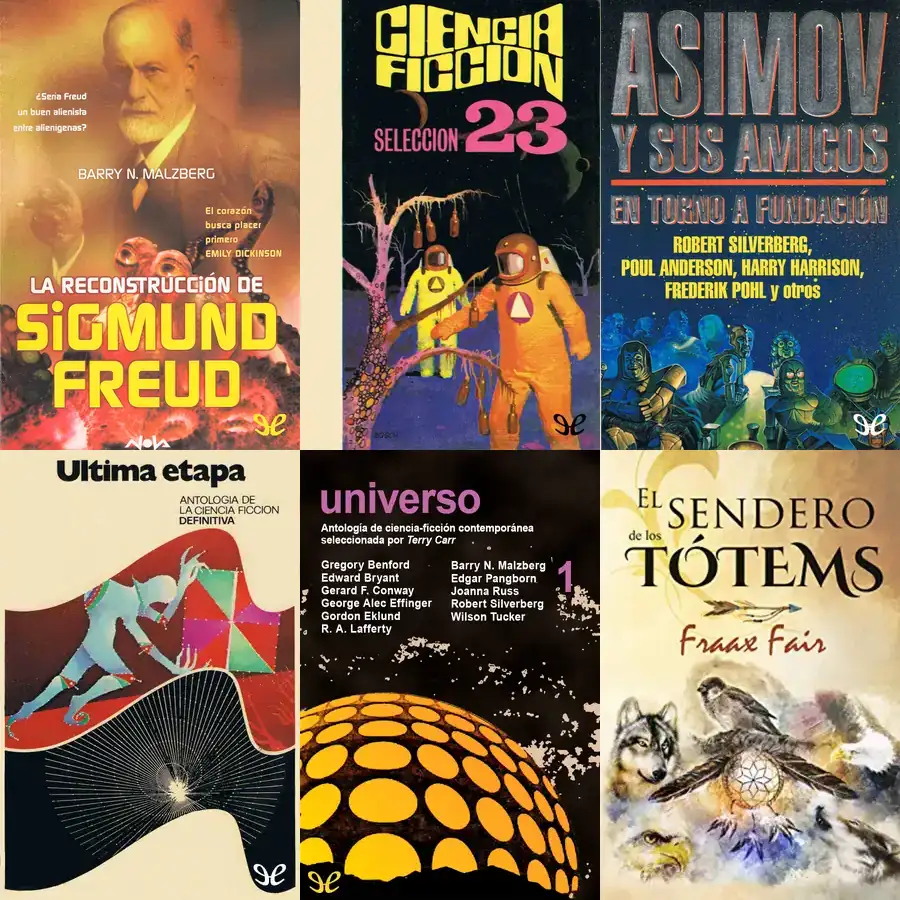 ¿Sería Freud
un buen alienista
entre alienígenas?
BARRY N. MALZBERG
El corazón
busca placer
primero
EMILY DICKINSON
LA RECONSTRUCCIÓN DE
SIGMUND
FREUD
NOVA
CIENCIA
FICCION
SELECCION 23
ASIMOV
Y SUS AMIGOS
EN TORNO A FUNDACIÓN
ROBERT SILVERBERG,
POUL ANDERSON, HARRY HARRISON,
FREDERIK POHL y otros
Ultima etapa
ANTOLOGIA DE
LA CIENCIA FICCION
DEFINITIVA
universo
Antología de ciencia-ficción contemporánea
seleccionada por Terry Carr
Gregory Benford
Edward Bryant
Gerard F. Conway
George Alec Effinger
Gordon Eklund
R. A. Lafferty
Barry N. Malzberg
Edgar Pangborn
Joanna Russ
Robert Silverberg
Wilson Tucker
1
EL
SENDERO
de los
TÓTEMS
Fraax Fair